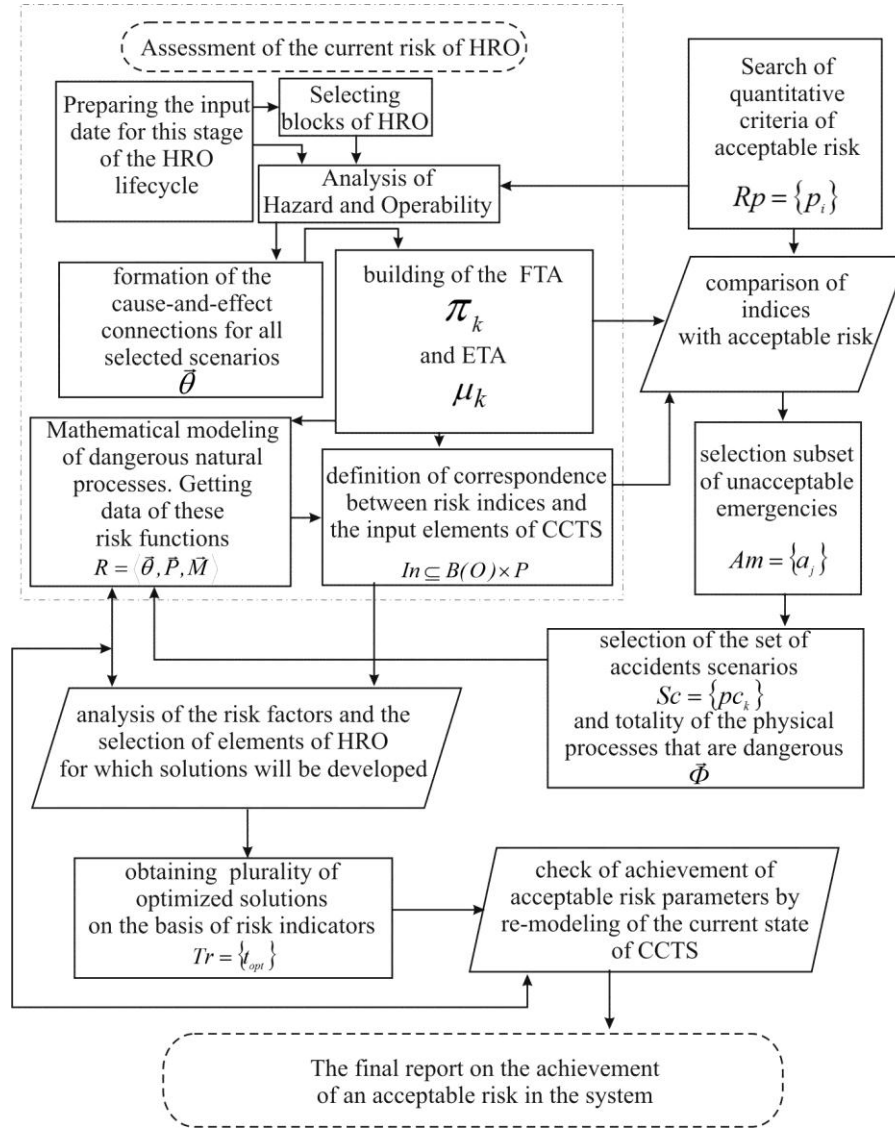 Assessment of the current risk of HRO
Preparing the input
date for this stage
of the HRO
lifecycle
Selecting
blocks of HRO
Analysis of
Hazard and Operability
Search of
quantitative
criteria of
acceptable risk
Rp = {p_i}
formation of the
cause-and-effect
connections for all
selected scenarios
θ⃗
building of the FTA
π_k
and ETA
μ_k
comparison of
indices
with acceptable risk
Mathematical modeling
of dangerous natural
processes. Getting
data of these
risk functions
R = ⟨θ⃗, P⃗, M⃗⟩
definition of correspondence
between risk indices and
the input elements of CCTS
In ⊆ B(O) × P
selection subset
of unacceptable
emergencies
Am = {a_j}
selection of the set of
accidents scenarios
Sc = {pc_k}
and totality of the physical
processes that are dangerous
Φ⃗
analysis of the risk factors and the
selection of elements of HRO
for which solutions will be developed
obtaining plurality of
optimized solutions
on the basis of risk indicators
Tr = {t_opt}
check of achievement of
acceptable risk parameters by
re-modeling of the current state
of CCTS
The final report on the achievement
of an acceptable risk in the system